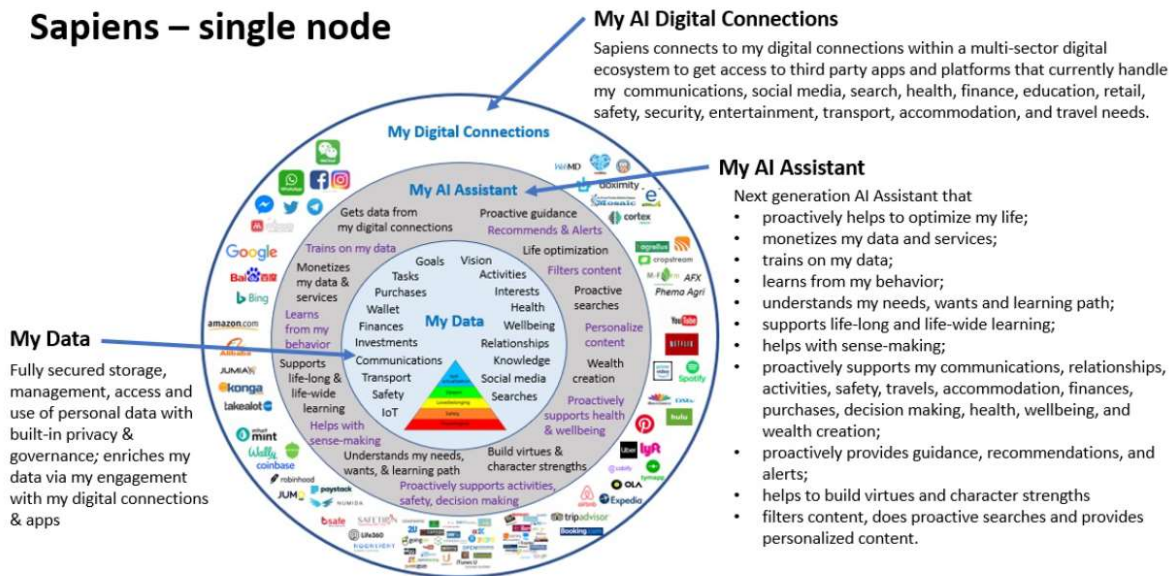 Sapiens – single node
My AI Digital Connections
Sapiens connects to my digital connections within a multi-sector digital
ecosystem to get access to third party apps and platforms that currently handle
my communications, social media, search, health, finance, education, retail,
safety, security, entertainment, transport, accommodation, and travel needs.
My AI Assistant
Next generation AI Assistant that
• proactively helps to optimize my life;
• monetizes my data and services;
• trains on my data;
• learns from my behavior;
• understands my needs, wants and learning path;
• supports life-long and life-wide learning;
• helps with sense-making;
• proactively supports my communications, relationships,
activities, safety, travels, accommodation, finances,
purchases, decision making, health, wellbeing, and
wealth creation;
• proactively provides guidance, recommendations, and
alerts;
• helps to build virtues and character strengths
• filters content, does proactive searches and provides
personalized content.
My Data
Fully secured storage,
management, access and
use of personal data with
built-in privacy &
governance; enriches my
data via my engagement
with my digital connections
& apps
My Digital Connections
My AI Assistant
Gets data from
my digital connections
Trains on my data
Monetizes
my data &
services
Learns
from my
behavior
Supports
life-long &
life-wide
learning
Helps with
sense-making
Understands my needs,
wants, & learning path
Proactively supports activities,
safety, decision making
Proactive guidance
Recommends & Alerts
Life optimization
Filters content
Proactive
searches
Personalize
content
Wealth
creation
Proactively
supports health
& wellbeing
Build virtues &
character strengths
My Data
Goals
Tasks
Purchases
Wallet
Finances
Investments
Communications
Transport
Safety
IoT
Vision
Activities
Interests
Health
Wellbeing
Relationships
Knowledge
Social media
Searches
Google
Bai du
Bing
amazon.com
Alibaba
JUMIA
konga
takealot
mint
Wally
coinbase
robinhood
JUMO
paystack
NUMIDA
bsafe
Life360
NOONLIGHT
WebMD
doximity
Mosaic
cortex
agrellus
cropstream
AFX
Phema Agri
YouTube
NETFLIX
Spotify
hulu
Uber
lyft
OLA
airbnb
Expedia
tripadvisor
Booking